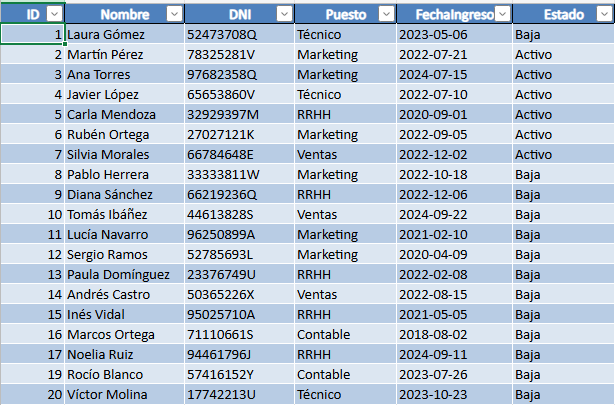 ID Nombre DNI Puesto FechaIngreso Estado
1 Laura Gómez 52473708Q Técnico 2023-05-06 Baja
2 Martín Pérez 78325281V Marketing 2022-07-21 Activo
3 Ana Torres 97682358Q Marketing 2024-07-15 Activo
4 Javier López 65653860V Técnico 2022-07-10 Activo
5 Carla Mendoza 32929397M RRHH 2020-09-01 Activo
6 Rubén Ortega 27027121K Marketing 2022-09-05 Activo
7 Silvia Morales 66784648E Ventas 2022-12-02 Activo
8 Pablo Herrera 33333811W Marketing 2022-10-18 Baja
9 Diana Sánchez 66219236Q RRHH 2022-12-06 Baja
10 Tomás Ibáñez 44613828S Ventas 2024-09-22 Baja
11 Lucía Navarro 96250899A Marketing 2021-02-10 Baja
12 Sergio Ramos 52785693L Marketing 2020-04-09 Baja
13 Paula Domínguez 23376749U RRHH 2022-02-08 Baja
14 Andrés Castro 50365226X Ventas 2022-08-15 Baja
15 Inés Vidal 95025710A RRHH 2021-05-05 Baja
16 Marcos Ortega 71110661S Contable 2018-08-02 Baja
17 Noelia Ruiz 94461796J RRHH 2024-09-11 Baja
19 Rocío Blanco 57416152Y Contable 2023-07-26 Baja
20 Víctor Molina 17742213U Técnico 2023-10-23 Baja